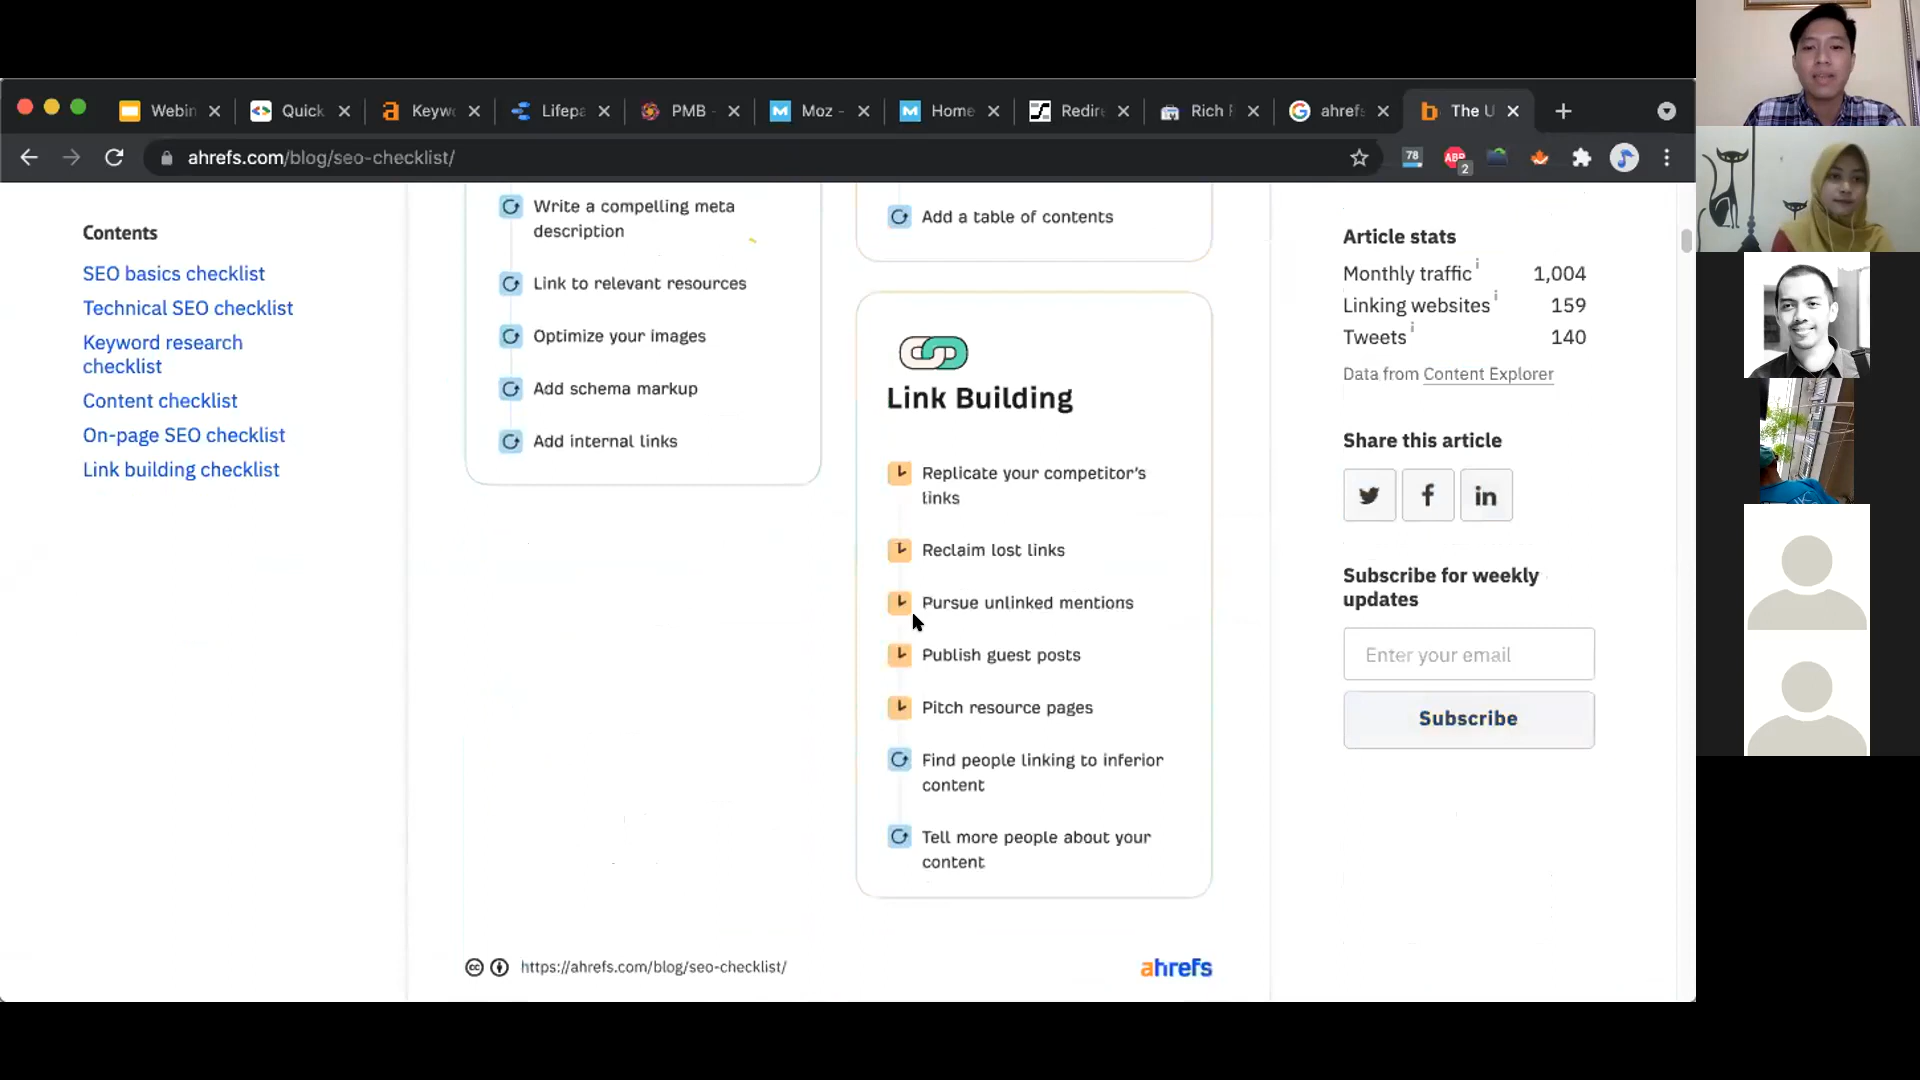 Webin
Quick
Keyw
Lifepa
PMB -
Moz -
Home
Redire
Rich R
ahrefs
The U
ahrefs.com/blog/seo-checklist/
78
ABP
2
Contents
SEO basics checklist
Technical SEO checklist
Keyword research
checklist
Content checklist
On-page SEO checklist
Link building checklist
Write a compelling meta
description
Link to relevant resources
Optimize your images
Add schema markup
Add internal links
Add a table of contents
Link Building
Replicate your competitor's
links
Reclaim lost links
Pursue unlinked mentions
Publish guest posts
Pitch resource pages
Find people linking to inferior
content
Tell more people about your
content
cc https://ahrefs.com/blog/seo-checklist/
ahrefs
Article stats
Monthly traffic i 1,004
Linking websites i 159
Tweets i 140
Data from Content Explorer
Share this article
Subscribe for weekly
updates
Enter your email
Subscribe